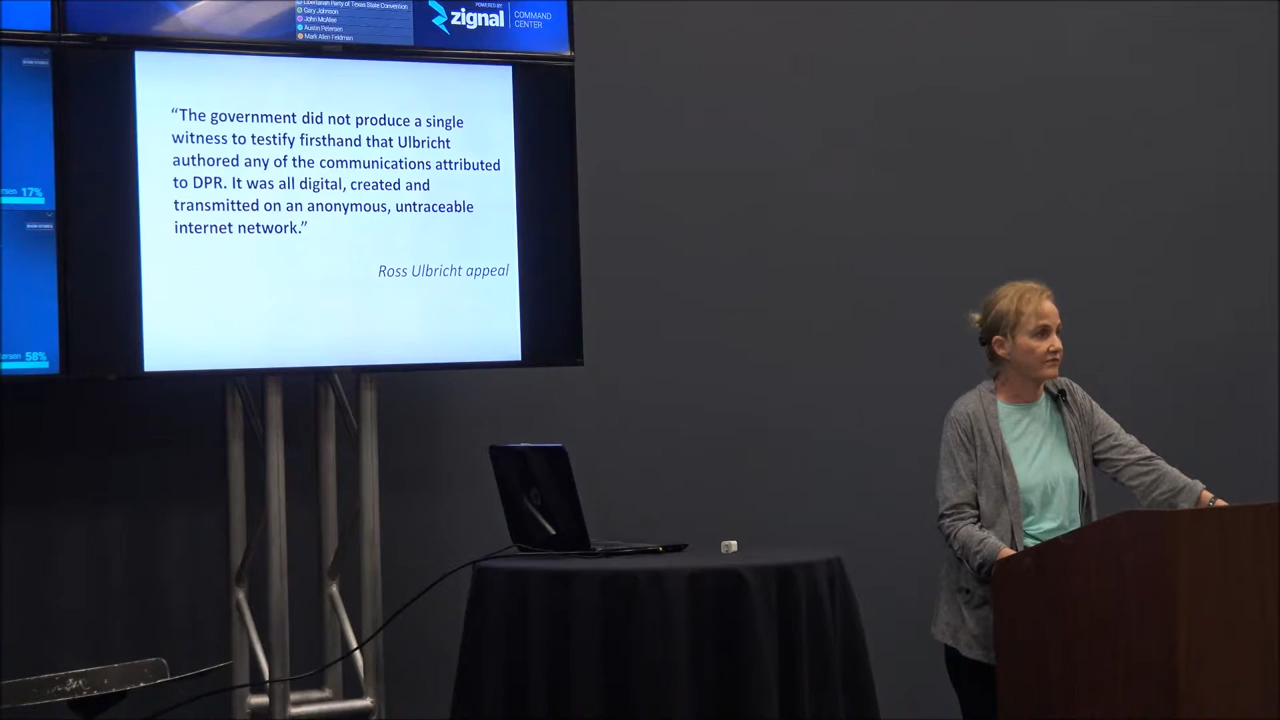 Libertarian Party of Texas State Convention
Gary Johnson
John McAfee
Austin Petersen
Mark Allen Feldman
POWERED BY
zignal
COMMAND
CENTER
“The government did not produce a single
witness to testify firsthand that Ulbricht
authored any of the communications attributed
to DPR. It was all digital, created and
transmitted on an anonymous, untraceable
internet network.”
Ross Ulbricht appeal
17%
58%